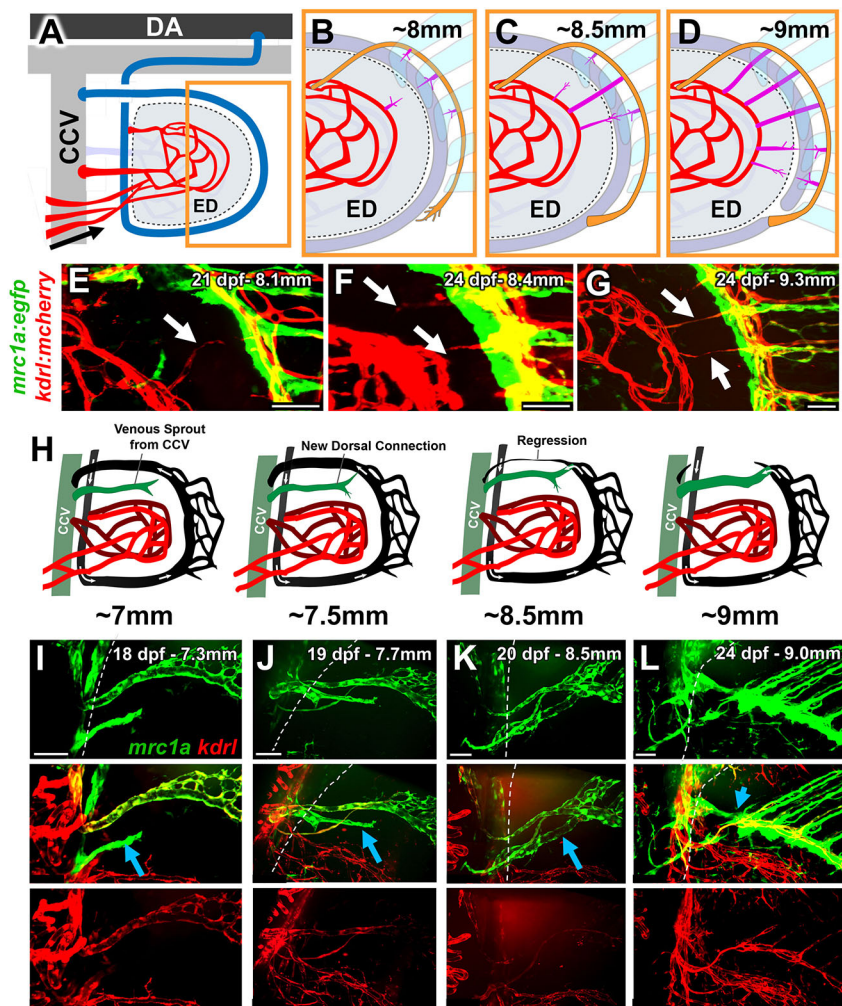 A
DA
CCV
ED
B
~8mm
ED
C
~8.5mm
ED
D
~9mm
ED
mrc1a:egfp
kdrl:mcherry
E
21 dpf- 8.1mm
F
24 dpf - 8.4mm
G
24 dpf - 9.3mm
H
Venous Sprout
from CCV
New Dorsal Connection
Regression
CCV
CCV
CCV
CCV
~7mm
~7.5mm
~8.5mm
~9mm
I
18 dpf - 7.3mm
mrc1a kdrl
J
19 dpf - 7.7mm
K
20 dpf - 8.5mm
L
24 dpf - 9.0mm